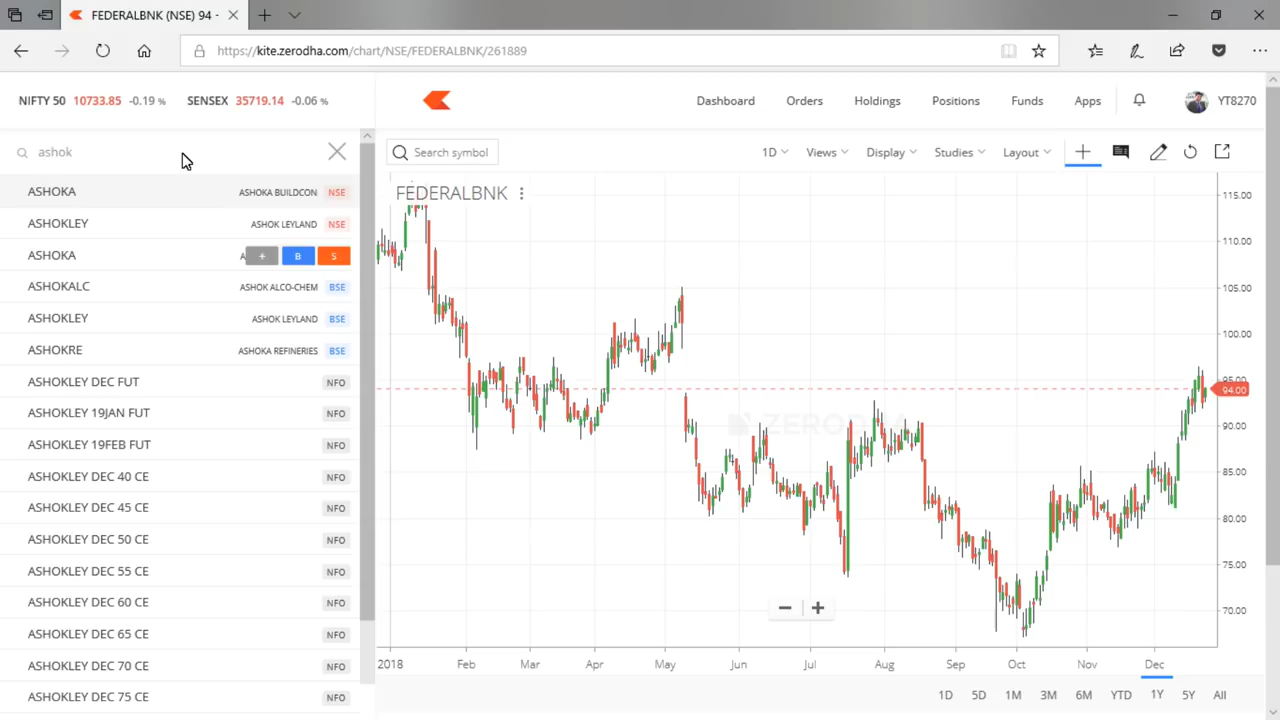 FEDERALBNK (NSE) 94 -
https://kite.zerodha.com/chart/NSE/FEDERALBNK/261889
NIFTY 50 10733.85 -0.19 % SENSEX 35719.14 -0.06 %
Dashboard Orders Holdings Positions Funds Apps YT8270
ashok
Search symbol 1D Views Display Studies Layout
ASHOKA ASHOKA BUILDCON NSE
ASHOKLEY ASHOK LEYLAND NSE
ASHOKA A + B S
ASHOKALC ASHOK ALCO-CHEM BSE
ASHOKLEY ASHOK LEYLAND BSE
ASHOKRE ASHOKA REFINERIES BSE
ASHOKLEY DEC FUT NFO
ASHOKLEY 19JAN FUT NFO
ASHOKLEY 19FEB FUT NFO
ASHOKLEY DEC 40 CE NFO
ASHOKLEY DEC 45 CE NFO
ASHOKLEY DEC 50 CE NFO
ASHOKLEY DEC 55 CE NFO
ASHOKLEY DEC 60 CE NFO
ASHOKLEY DEC 65 CE NFO
ASHOKLEY DEC 70 CE NFO
ASHOKLEY DEC 75 CE NFO
FEDERALBNK
115.00
110.00
105.00
100.00
95.00
94.00
90.00
85.00
80.00
75.00
70.00
ZERODHA
2018 Feb Mar Apr May Jun Jul Aug Sep Oct Nov Dec
1D 5D 1M 3M 6M YTD 1Y 5Y All